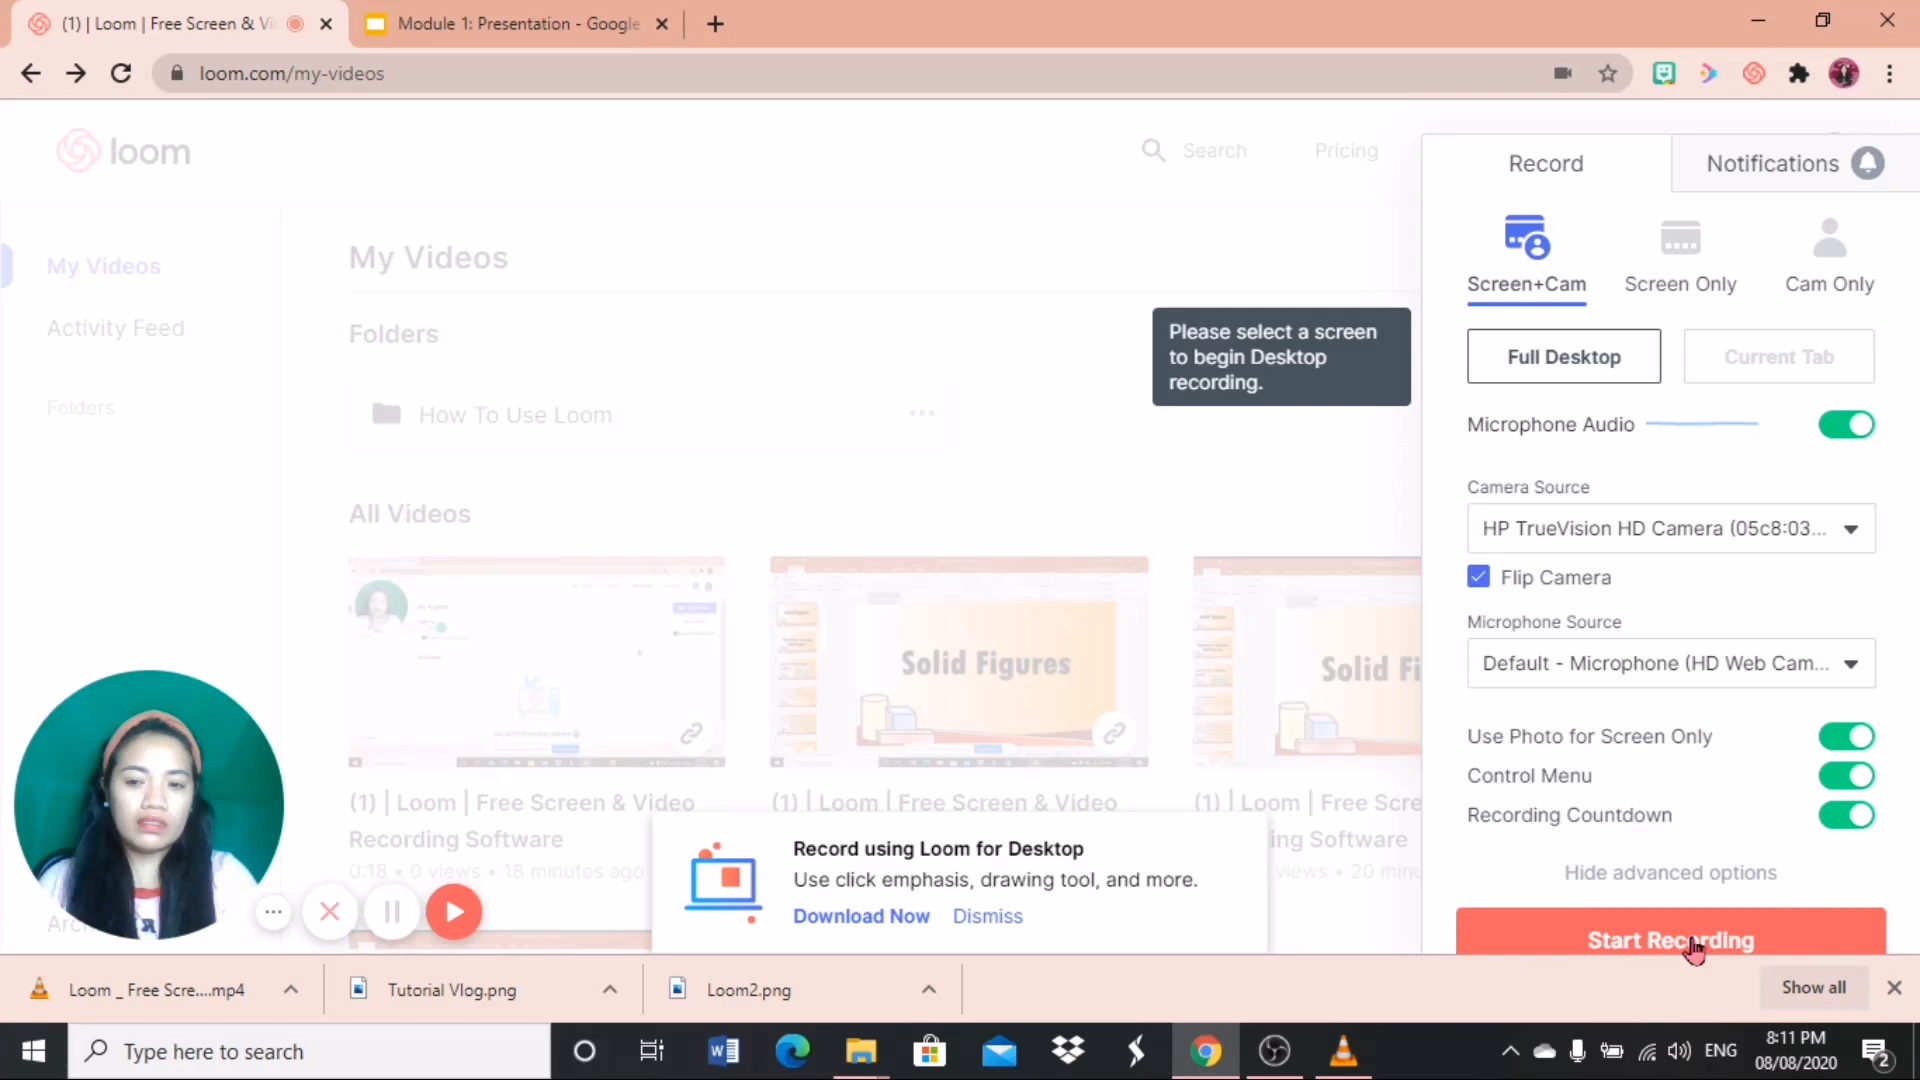 (1) | Loom | Free Screen & Vi
Module 1: Presentation - Google
loom.com/my-videos
loom
Search
Pricing
Record
Notifications
My Videos
Activity Feed
Folders
My Videos
Folders
How To Use Loom
Please select a screen
to begin Desktop
recording.
Screen+Cam
Screen Only
Cam Only
Full Desktop
Current Tab
Microphone Audio
Camera Source
HP TrueVision HD Camera (05c8:03...
Flip Camera
Microphone Source
Default - Microphone (HD Web Cam...
Use Photo for Screen Only
Control Menu
Recording Countdown
Hide advanced options
Start Recording
All Videos
Solid Figures
Solid Fi
(1) | Loom | Free Screen & Video
Recording Software
0:18 • 0 views • 18 minutes ago
(1) | Loom | Free Screen & Video
(1) | Loom | Free Scre
ing Software
views • 20 minu
Record using Loom for Desktop
Use click emphasis, drawing tool, and more.
Download Now
Dismiss
Loom _ Free Scre....mp4
Tutorial Vlog.png
Loom2.png
Show all
Type here to search
ENG
8:11 PM
08/08/2020
2